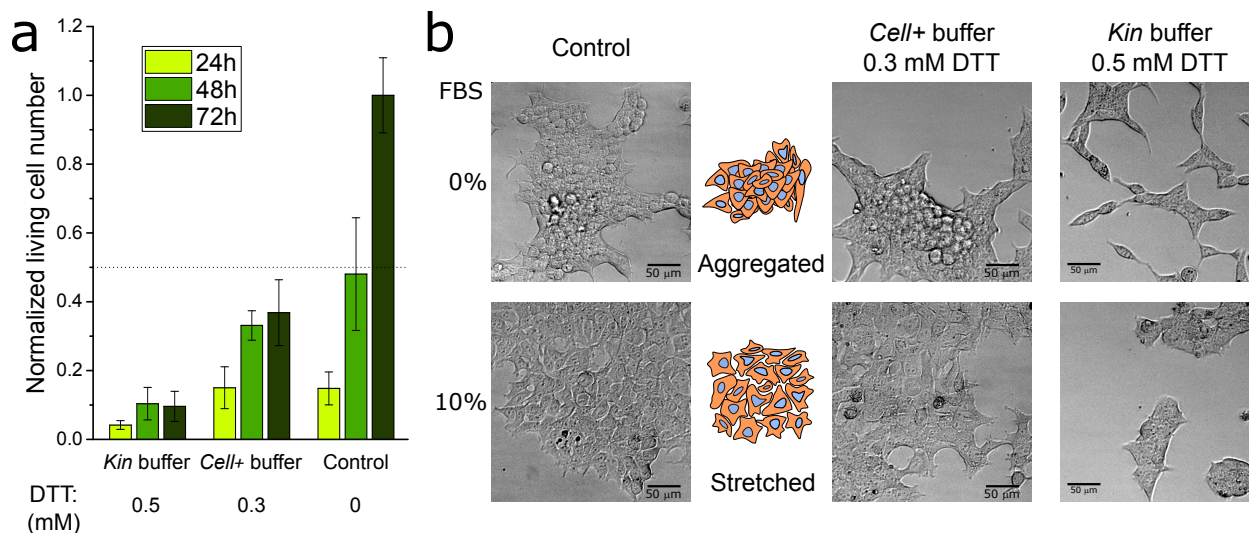 a
Normalized living cell number
1.2
1.0
0.8
0.6
0.4
0.2
0.0
24h
48h
72h
Kin buffer
Cell+ buffer
Control
DTT:
(mM)
0.5
0.3
0
b
Control
Cell+ buffer
0.3 mM DTT
Kin buffer
0.5 mM DTT
FBS
0%
50 µm
Aggregated
50 µm
50 µm
10%
50 µm
Stretched
50 µm
50 µm